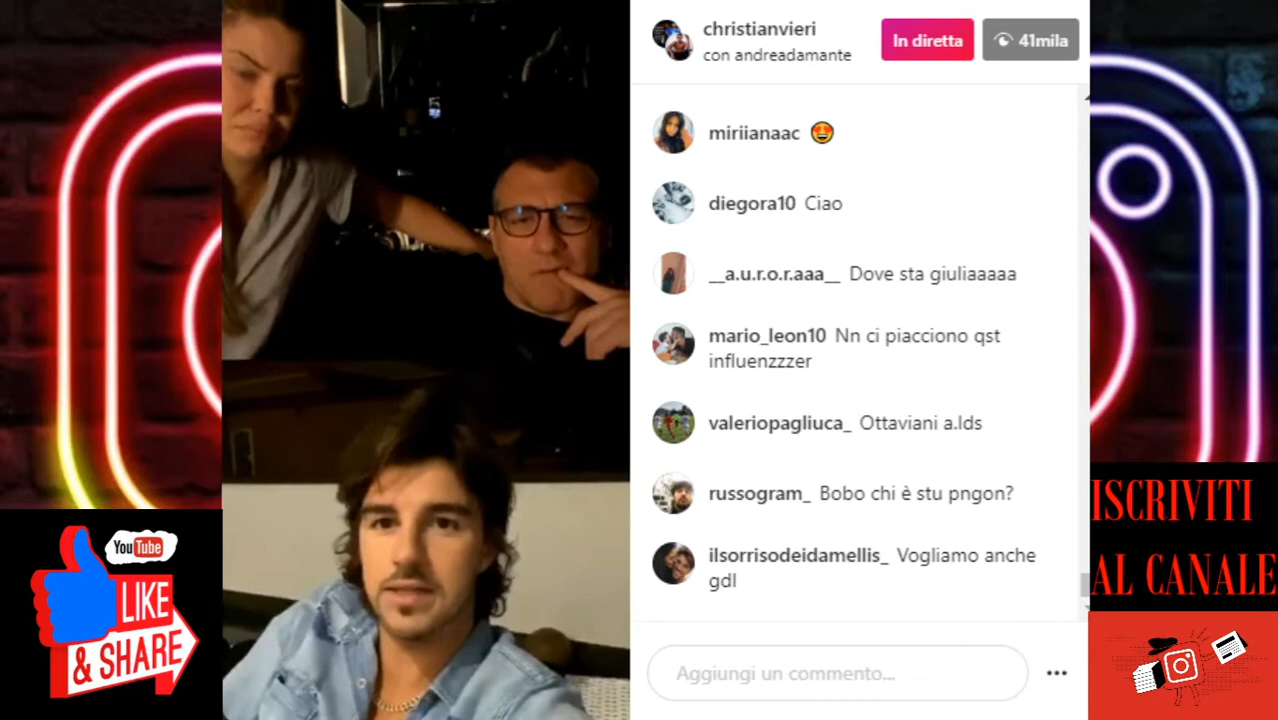 christianvieri
con andreadamante
In diretta
41mila
miriianaac
diegora10 Ciao
__a.u.r.o.r.aaa__ Dove sta giuliaaaaa
mario_leon10 Nn ci piacciono qst
influenzzzer
valeriopagliuca_ Ottaviani a.lds
russogram_ Bobo chi è stu pngon?
ilsorrisodeidamellis_ Vogliamo anche
gdl
Aggiungi un commento...
YouTube
LIKE
& SHARE
ISCRIVITI
AL CANALE